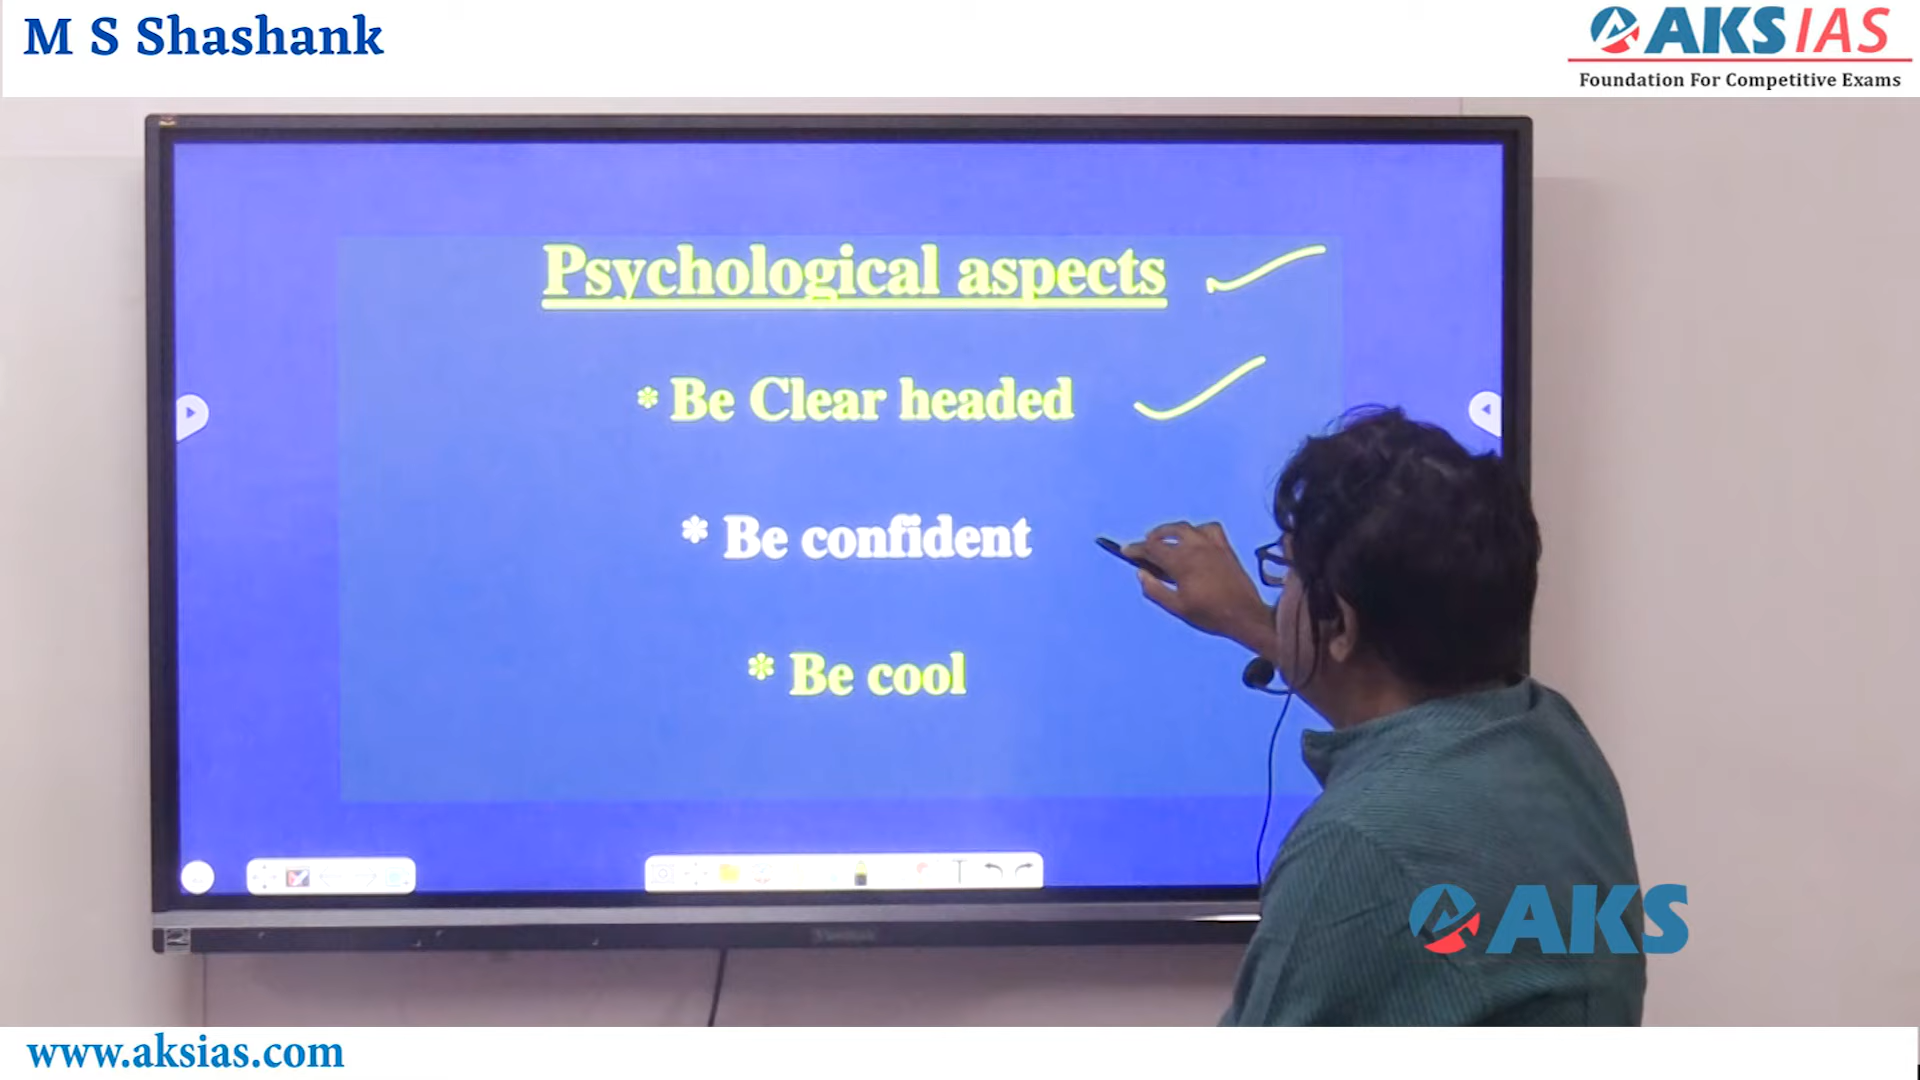 M S Shashank
AKS IAS
Foundation For Competitive Exams
Psychological aspects
* Be Clear headed
* Be confident
* Be cool
AKS
www.aksias.com